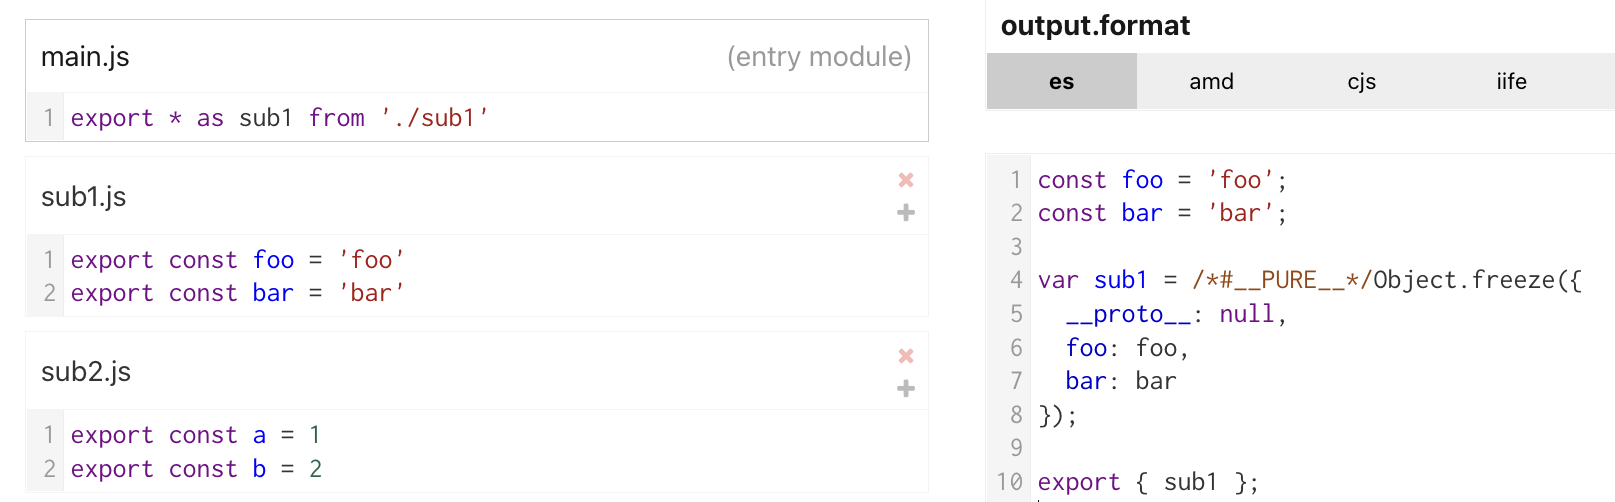 main.js (entry module)
1 export * as sub1 from './sub1'
sub1.js
1 export const foo = 'foo'
2 export const bar = 'bar'
sub2.js
1 export const a = 1
2 export const b = 2
output.format
es amd cjs iife
1 const foo = 'foo';
2 const bar = 'bar';
3
4 var sub1 = /*#__PURE__*/Object.freeze({
5   __proto__: null,
6   foo: foo,
7   bar: bar
8 });
9
10 export { sub1 };